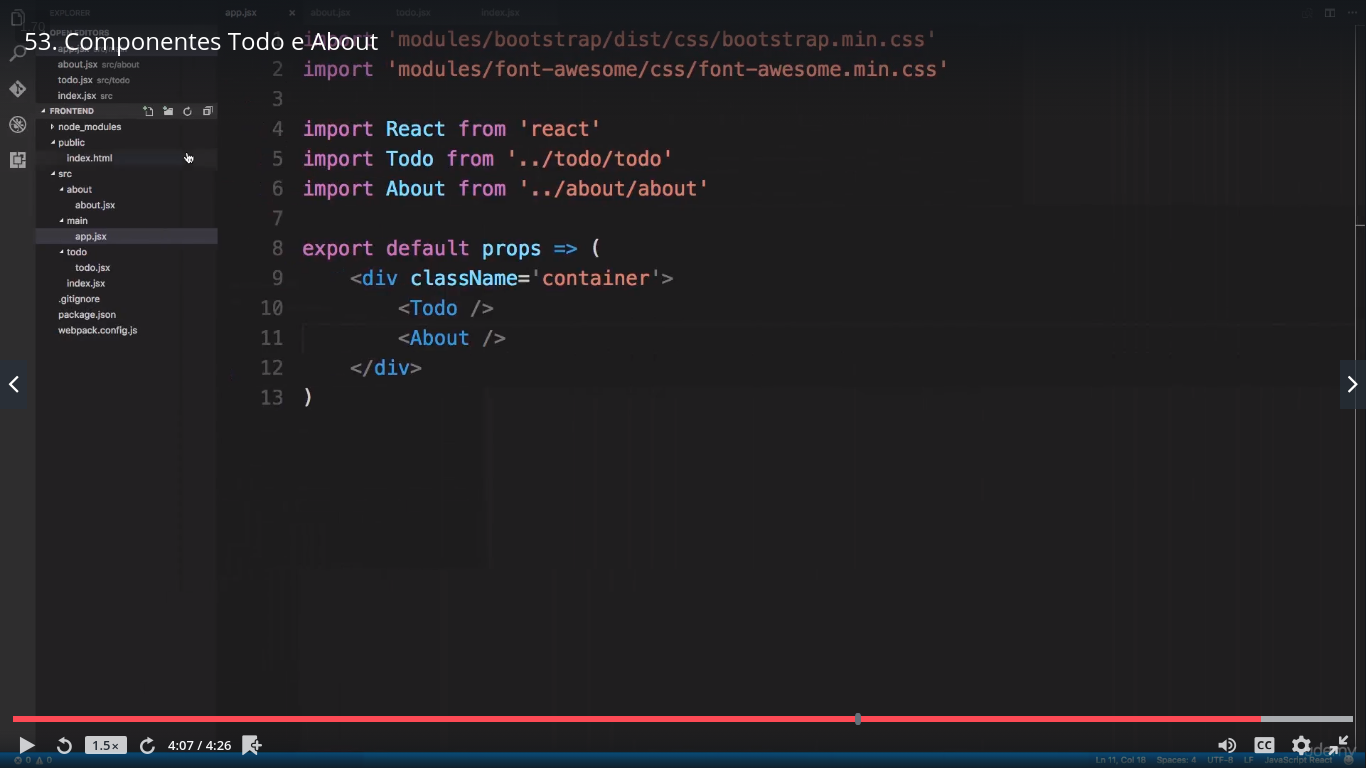 EXPLORER
app.jsx
about.jsx
todo.jsx
index.jsx
OPEN EDITORS
53. Componentes Todo e About
about.jsx src/about
todo.jsx src/todo
index.jsx src
FRONTEND
node_modules
public
index.html
src
about
about.jsx
main
app.jsx
todo
todo.jsx
index.jsx
.gitignore
package.json
webpack.config.js
import 'modules/bootstrap/dist/css/bootstrap.min.css'
2 import 'modules/font-awesome/css/font-awesome.min.css'
3
4 import React from 'react'
5 import Todo from '../todo/todo'
6 import About from '../about/about'
7
8 export default props => (
9 <div className='container'>
10 <Todo />
11 <About />
12 </div>
13 )
1.5×
4:07 / 4:26
CC
udemy
0 0
Ln 11, Col 18 Spaces: 4 UTF-8 LF JavaScript React